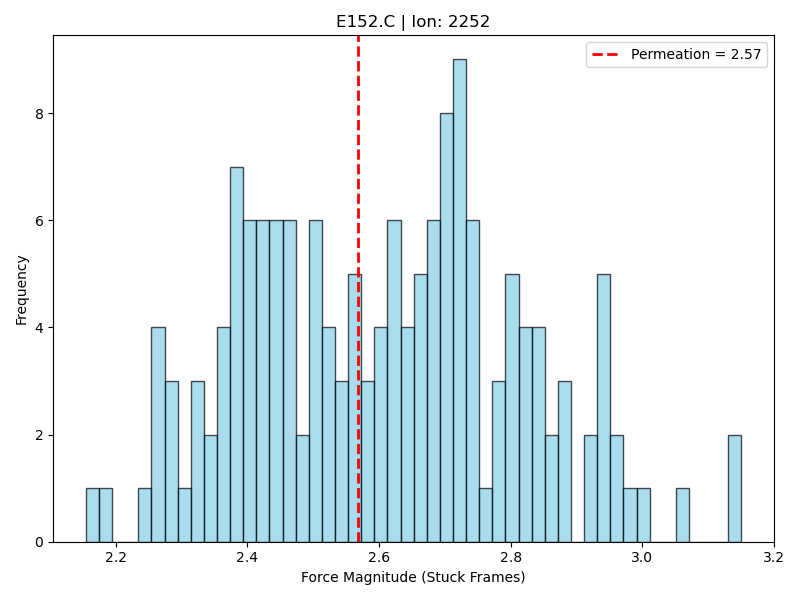 E152.C | Ion: 2252
Permeation = 2.57
Frequency
8
6
4
2
0
2.2 2.4 2.6 2.8 3.0 3.2
Force Magnitude (Stuck Frames)